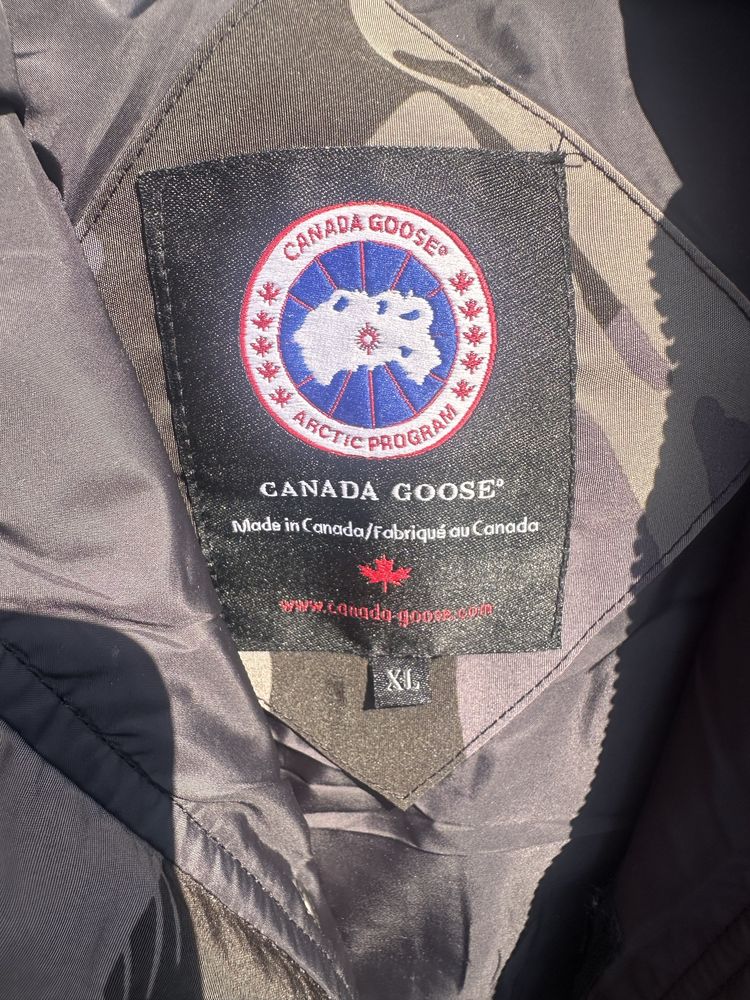 CANADA GOOSE®
ARCTIC PROGRAM
CANADA GOOSE®
Made in Canada/Fabriqué au Canada
www.canada-goose.com
XL